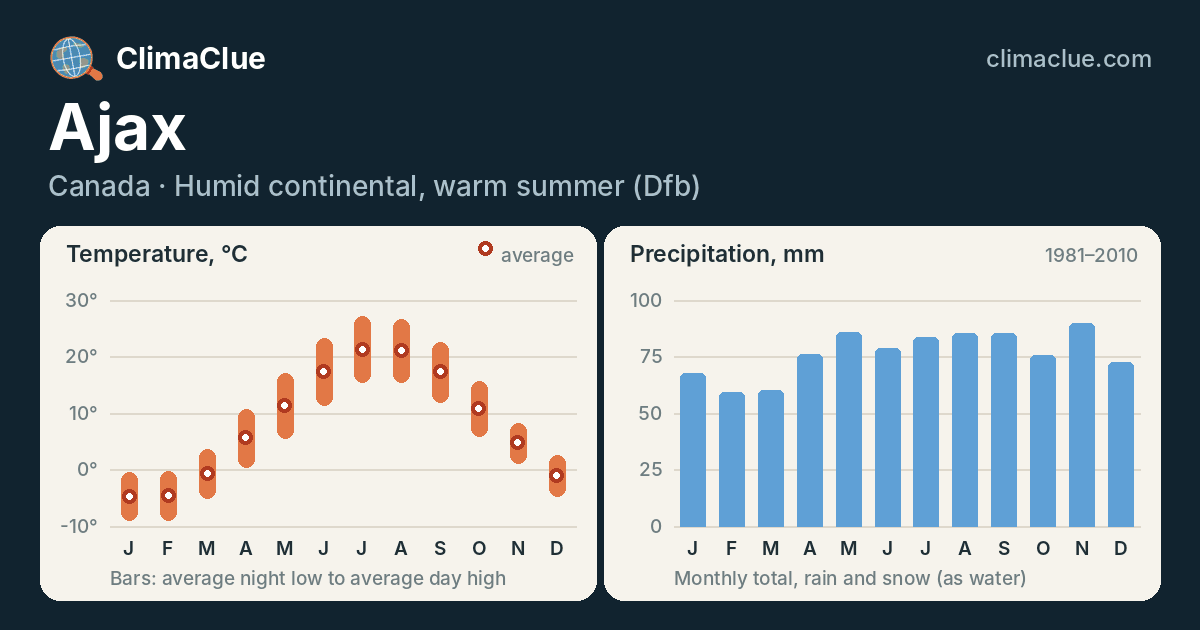 ClimaClue
climaclue.com
Ajax
Canada · Humid continental, warm summer (Dfb)
Temperature, °C
average
30°
20°
10°
0°
-10°
J F M A M J J A S O N D
Bars: average night low to average day high
Precipitation, mm
1981–2010
100
75
50
25
0
J F M A M J J A S O N D
Monthly total, rain and snow (as water)